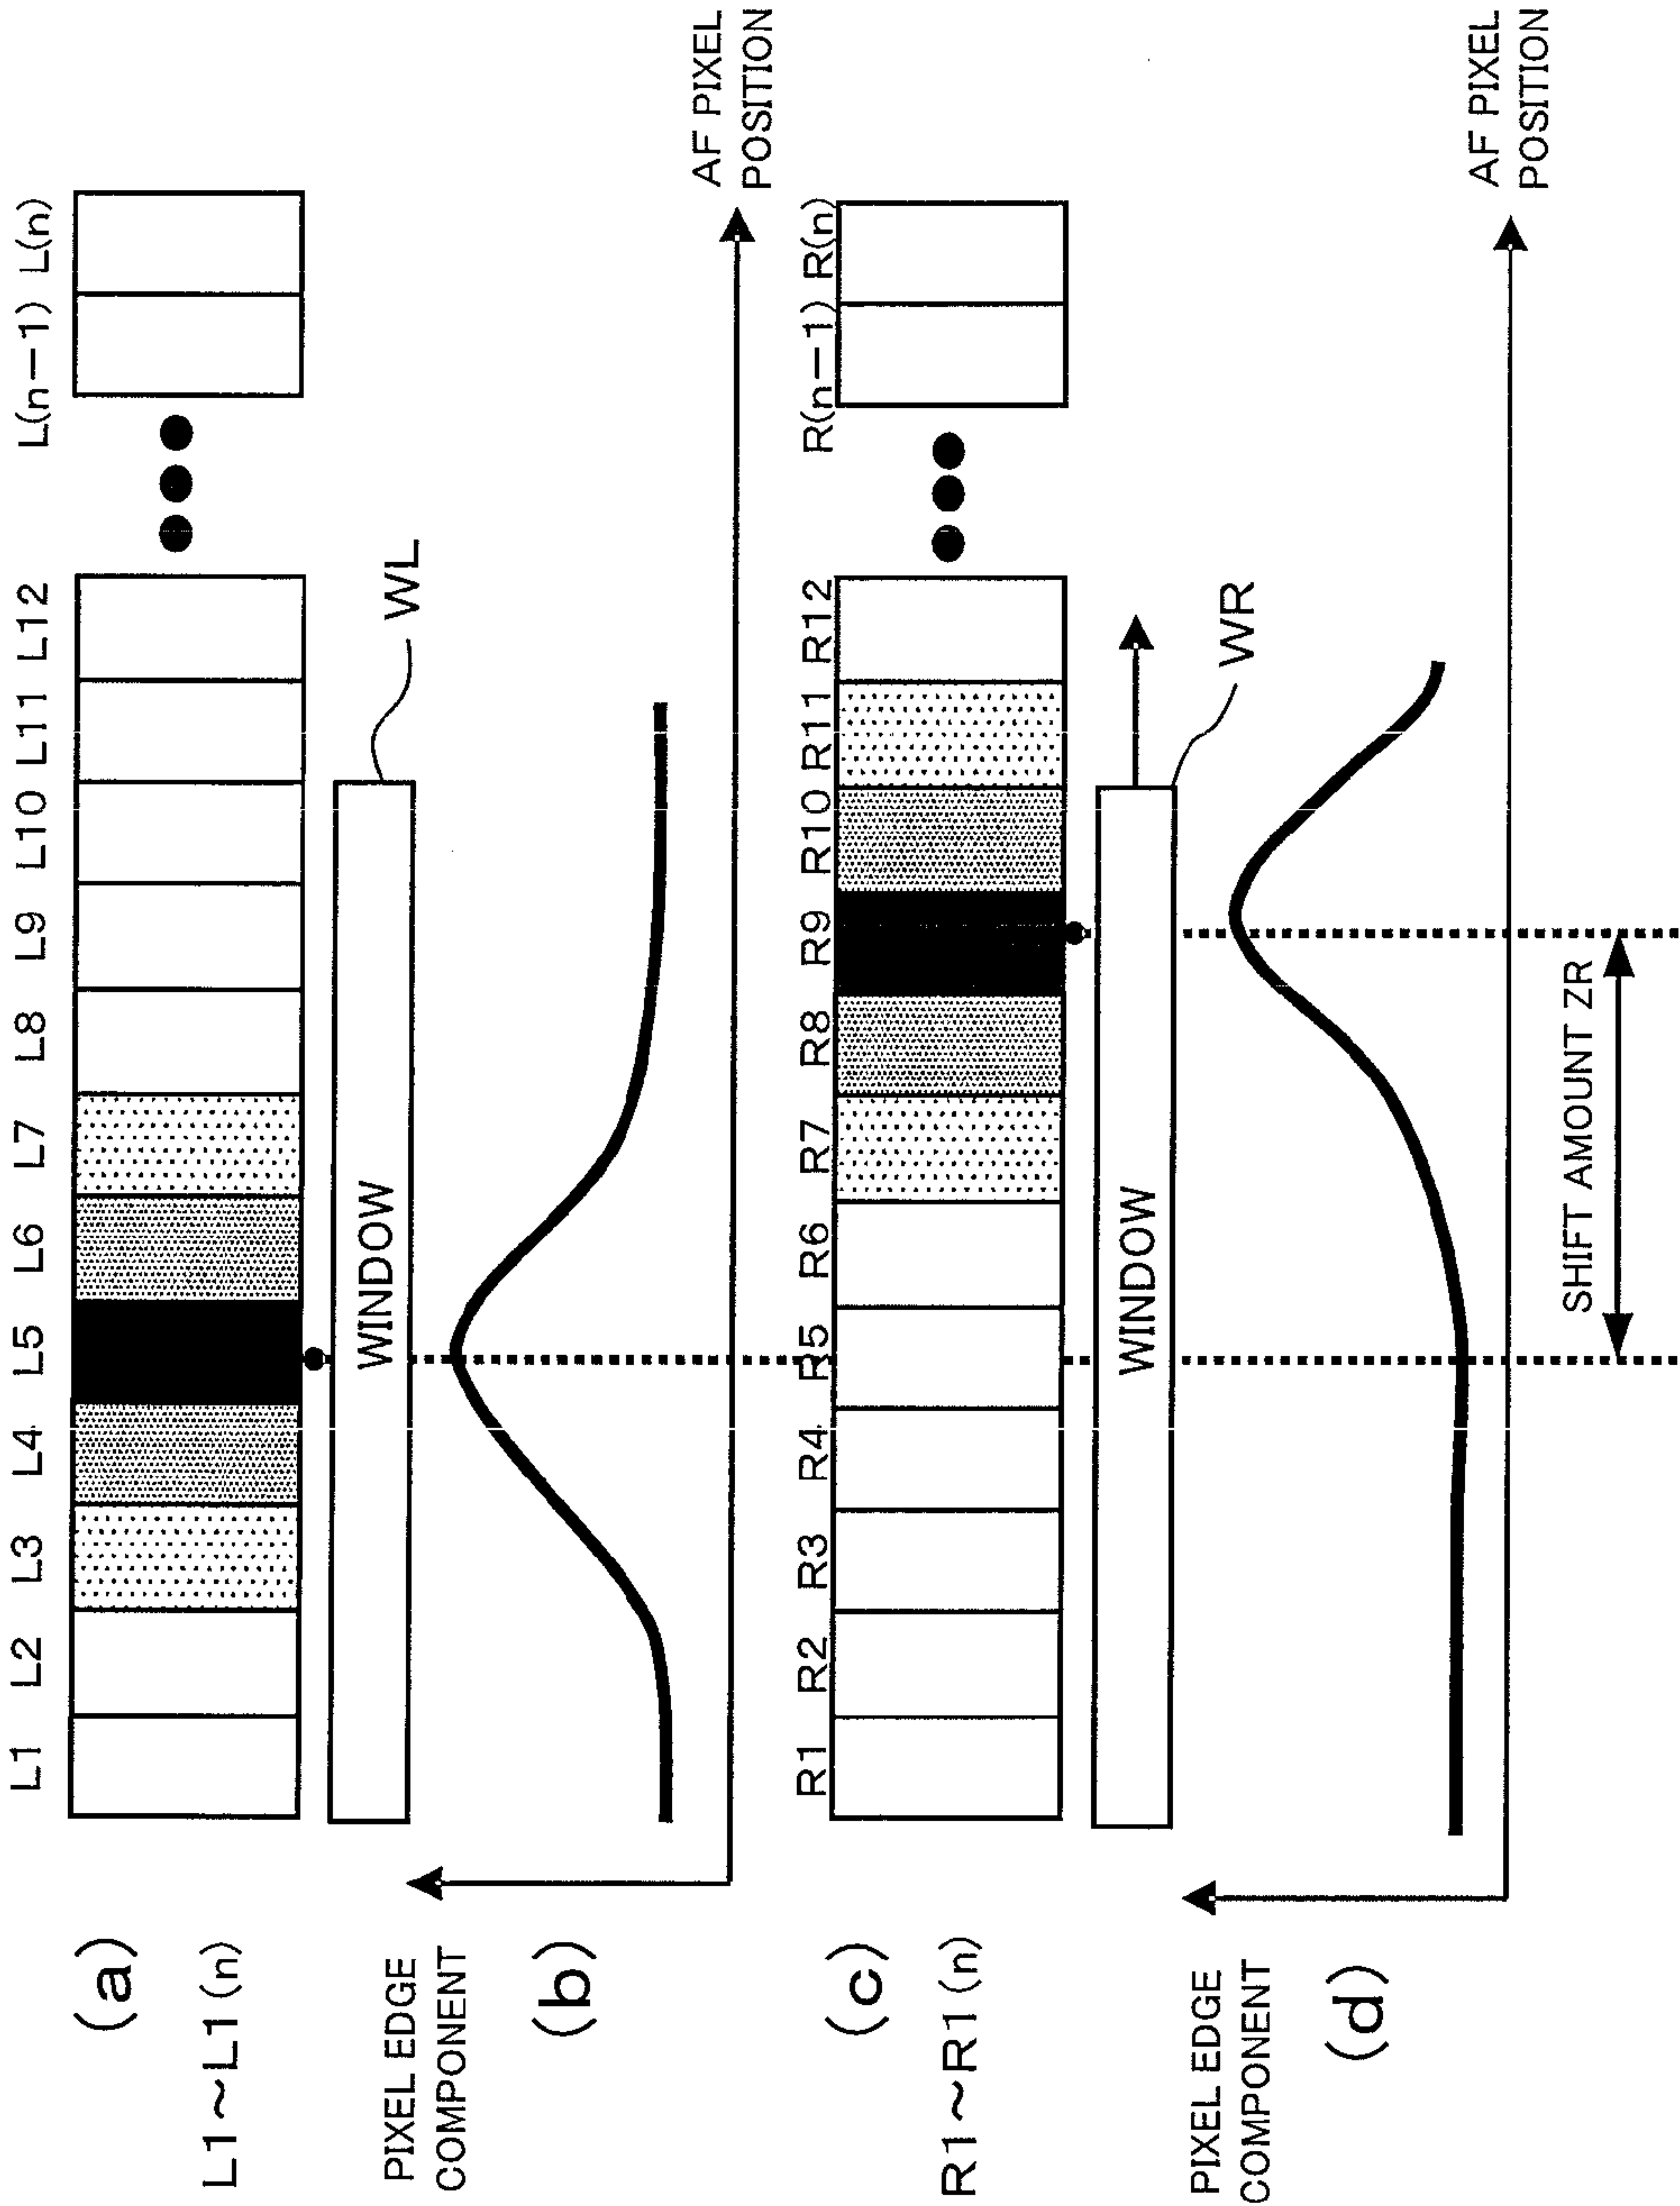 (a)
L1～L1(n)
L1 L2 L3 L4 L5 L6 L7 L8 L9 L10 L11 L12 L(n－1) L(n)
WINDOW
WL
PIXEL EDGE
COMPONENT
(b)
AF PIXEL
POSITION
(c)
R1～R1(n)
R1 R2 R3 R4 R5 R6 R7 R8 R9 R10 R11 R12 R(n－1) R(n)
WINDOW
WR
PIXEL EDGE
COMPONENT
(d)
AF PIXEL
POSITION
SHIFT AMOUNT ZR